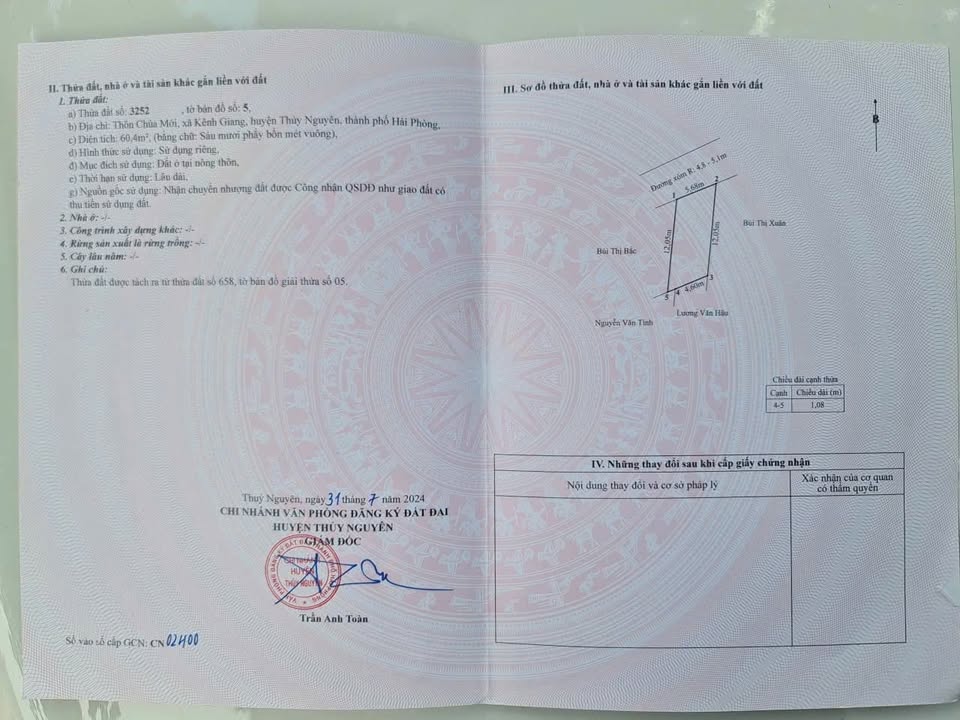 II. Thửa đất, nhà ở và tài sản khác gắn liền với đất
1. Thửa đất:
a) Thửa đất số: 3252 , tờ bản đồ số: 5,
b) Địa chỉ: Thôn Chùa Mới, xã Kênh Giang, huyện Thủy Nguyên, thành phố Hải Phòng,
c) Diện tích: 60,4m², (bằng chữ: Sáu mươi phẩy bốn mét vuông),
d) Hình thức sử dụng: Sử dụng riêng,
đ) Mục đích sử dụng: Đất ở tại nông thôn,
e) Thời hạn sử dụng: Lâu dài,
g) Nguồn gốc sử dụng: Nhận chuyển nhượng đất được Công nhận QSDĐ như giao đất có
thu tiền sử dụng đất.
2. Nhà ở: -/-
3. Công trình xây dựng khác: -/-
4. Rừng sản xuất là rừng trồng: -/-
5. Cây lâu năm: -/-
6. Ghi chú:
Thửa đất được tách ra từ thửa đất số 658, tờ bản đồ giải thửa số 05.
Thuỷ Nguyên, ngày 31 tháng 7 năm 2024
CHI NHÁNH VĂN PHÒNG ĐĂNG KÝ ĐẤT ĐAI
HUYỆN THỦY NGUYÊN
GIÁM ĐỐC
CHI NHÁNH
HUYỆN
THỦY NGUYÊN
Trần Anh Toàn
Số vào sổ cấp GCN: CN 02400
III. Sơ đồ thửa đất, nhà ở và tài sản khác gắn liền với đất
B
Đường xóm R: 4,8 - 5,1m
1
5,68m
2
12,05m
12,05m
Bùi Thị Xuân
Bùi Thị Bắc
3
4,60m
4
5
Lương Văn Hậu
Nguyễn Văn Tình
Chiều dài cạnh thửa
Cạnh Chiều dài (m)
4-5 1,08
IV. Những thay đổi sau khi cấp giấy chứng nhận
Nội dung thay đổi và cơ sở pháp lý
Xác nhận của cơ quan
có thẩm quyền